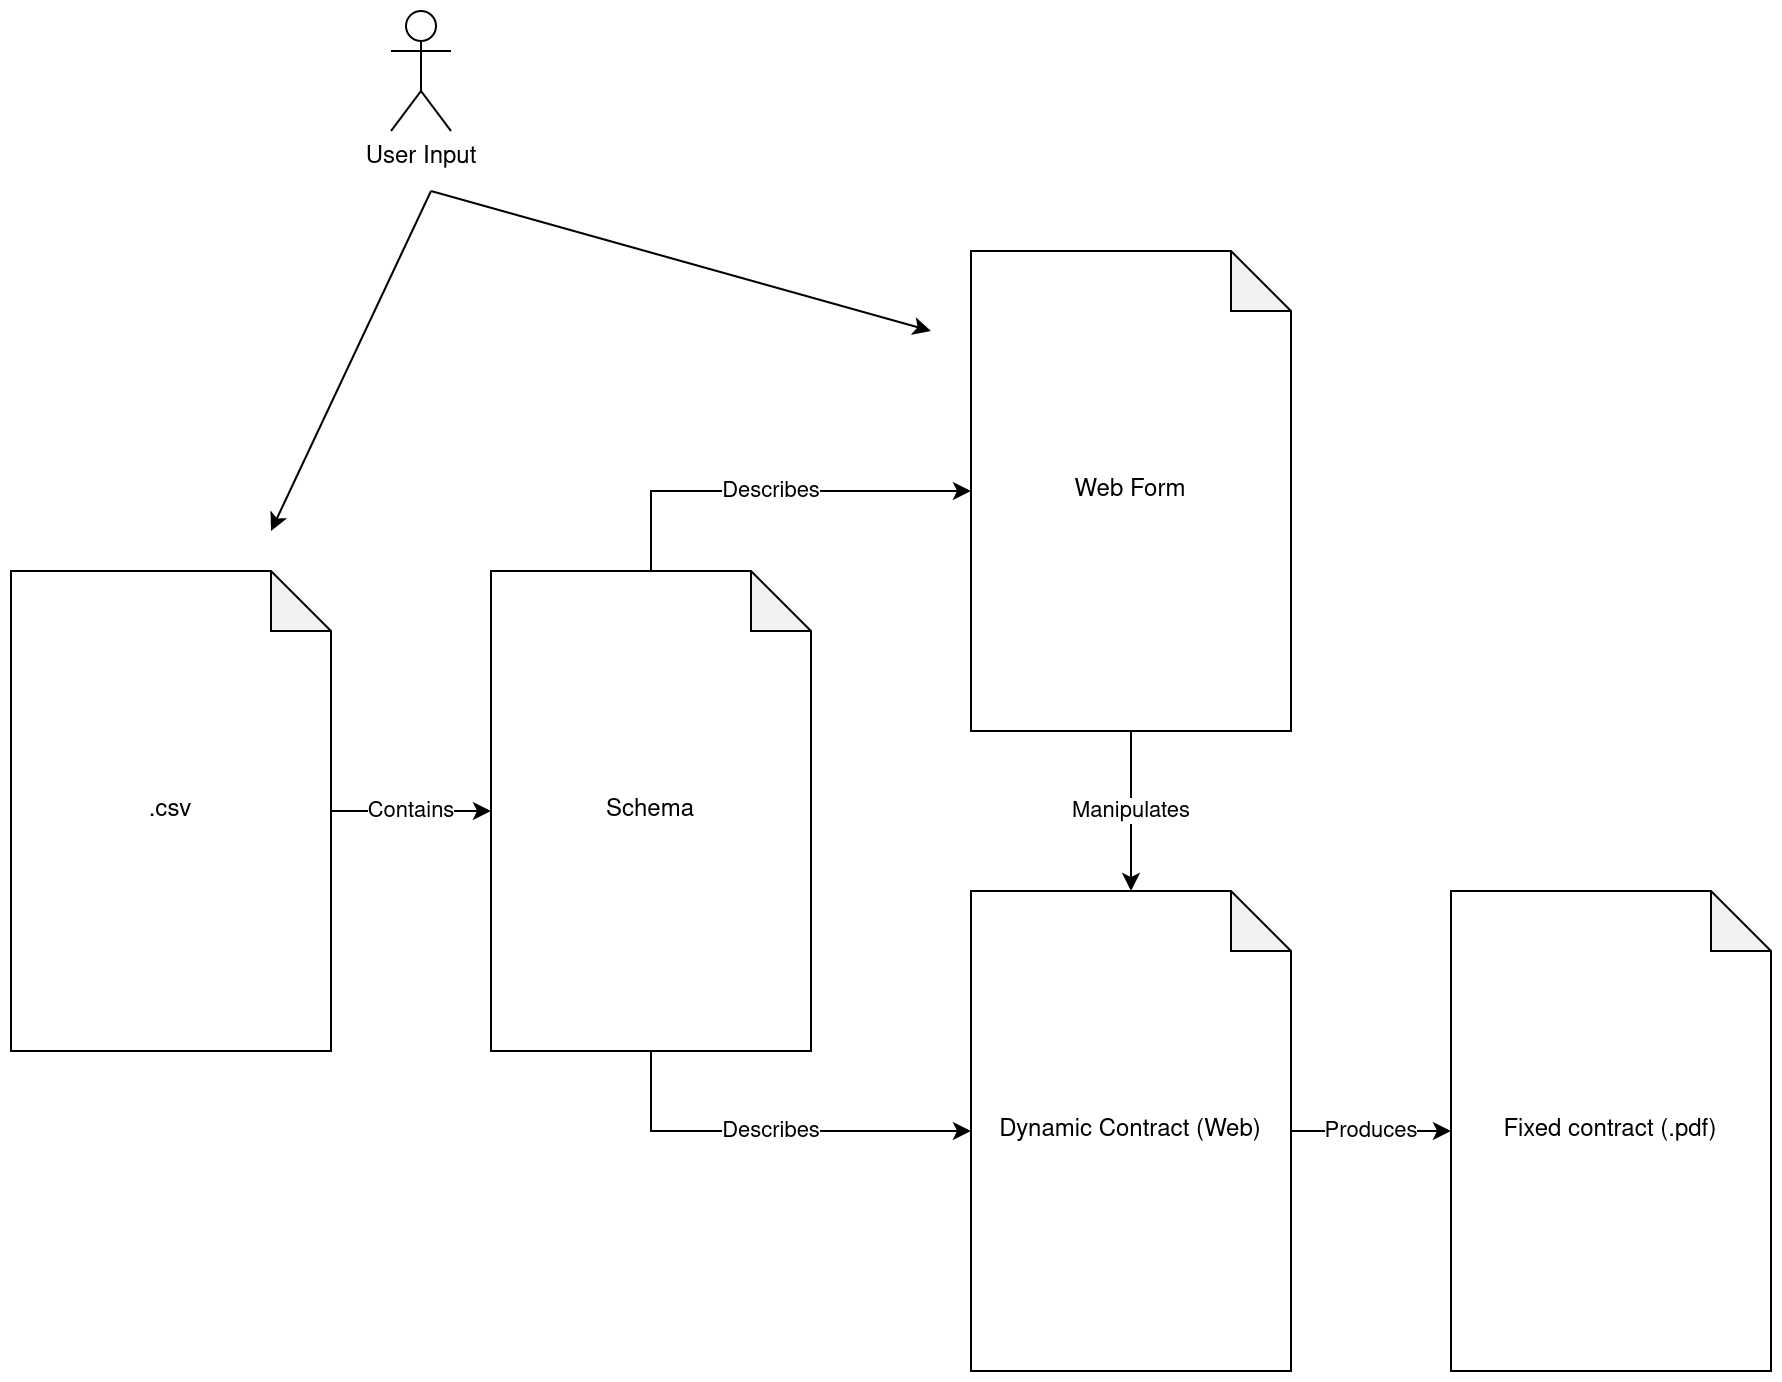 User Input
Describes
Web Form
.csv
Contains
Schema
Manipulates
Describes
Dynamic Contract (Web)
Produces
Fixed contract (.pdf)